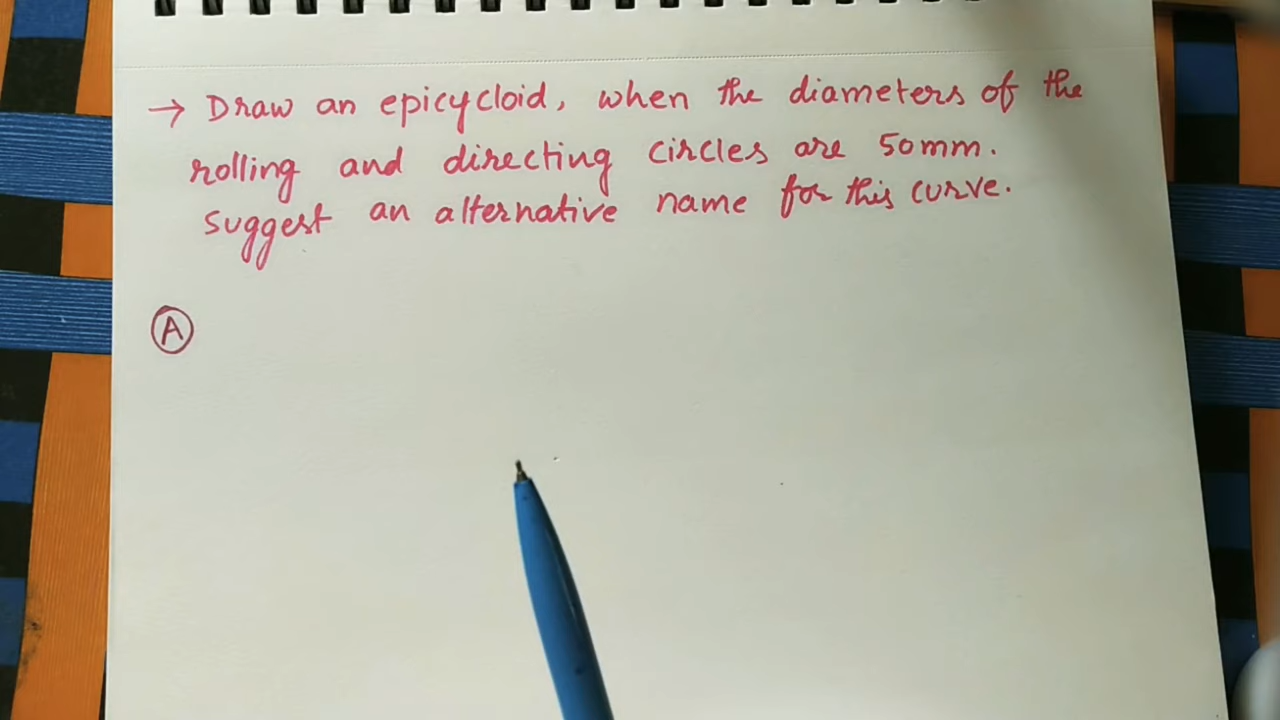 → Draw an epicycloid, when the diameters of the
rolling and directing circles are 50mm.
suggest an alternative name for this curve.
A